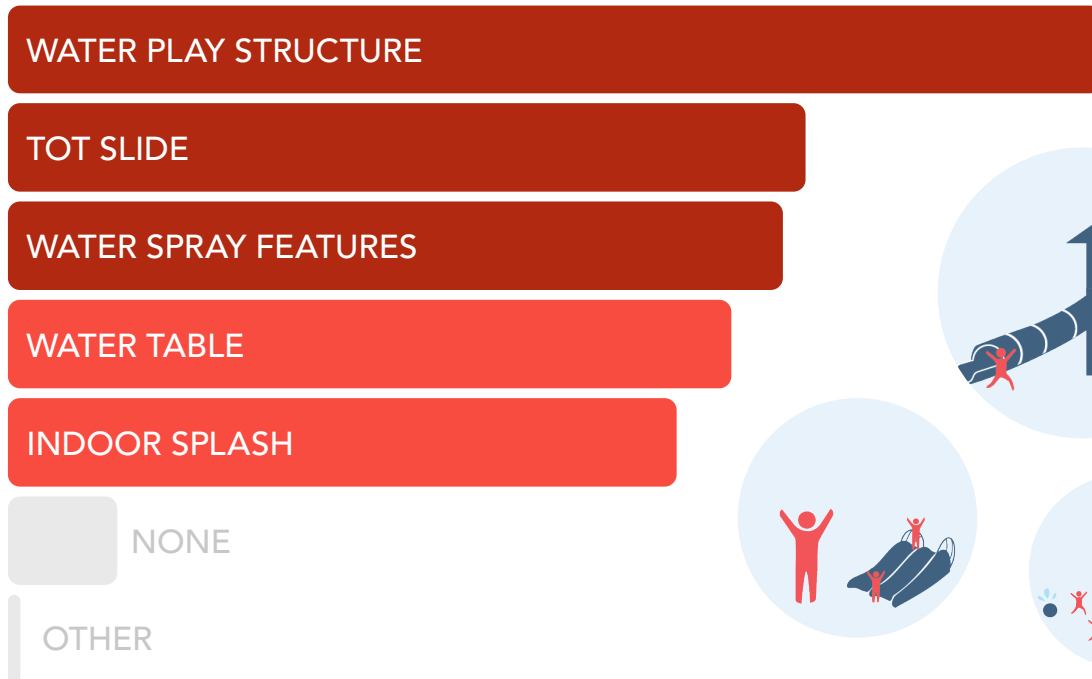 WATER PLAY STRUCTURE
TOT SLIDE
WATER SPRAY FEATURES
WATER TABLE
INDOOR SPLASH
NONE
OTHER